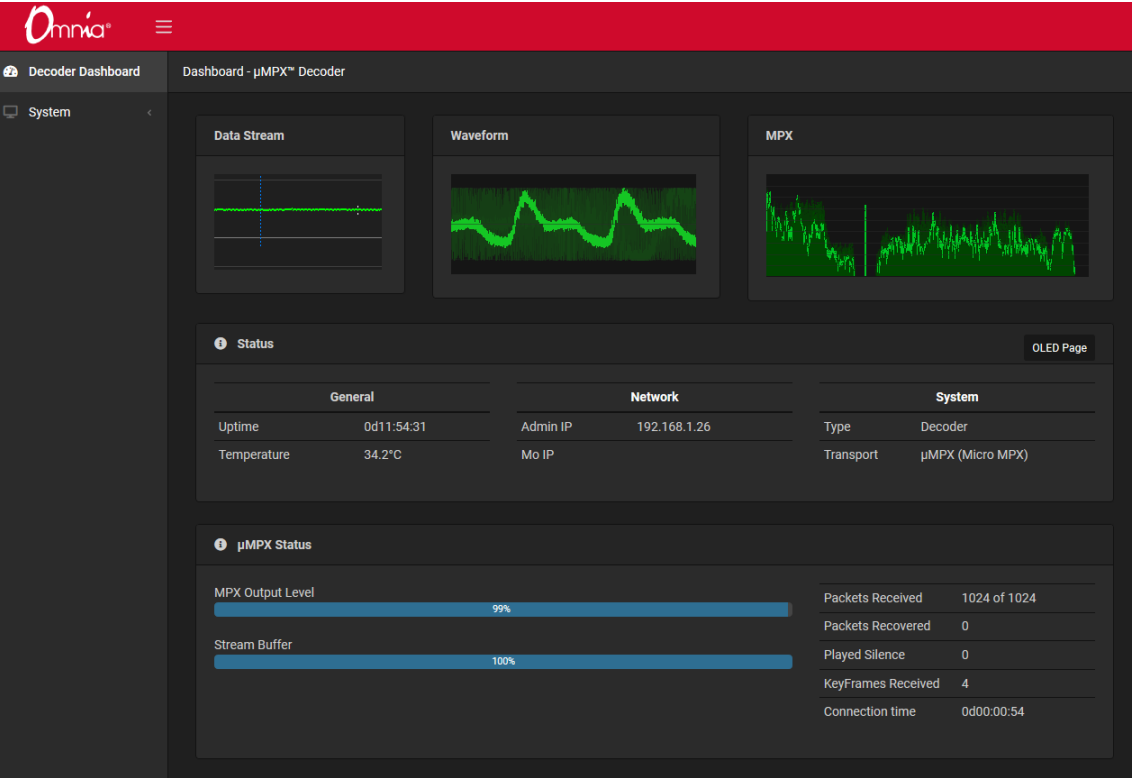 Omnia®
Decoder Dashboard
Dashboard - µMPX™ Decoder
System
Data Stream
Waveform
MPX
Status
OLED Page
General
Network
System
Uptime 0d11:54:31
Admin IP 192.168.1.26
Type Decoder
Temperature 34.2°C
Mo IP
Transport µMPX (Micro MPX)
µMPX Status
MPX Output Level
99%
Stream Buffer
100%
Packets Received 1024 of 1024
Packets Recovered 0
Played Silence 0
KeyFrames Received 4
Connection time 0d00:00:54